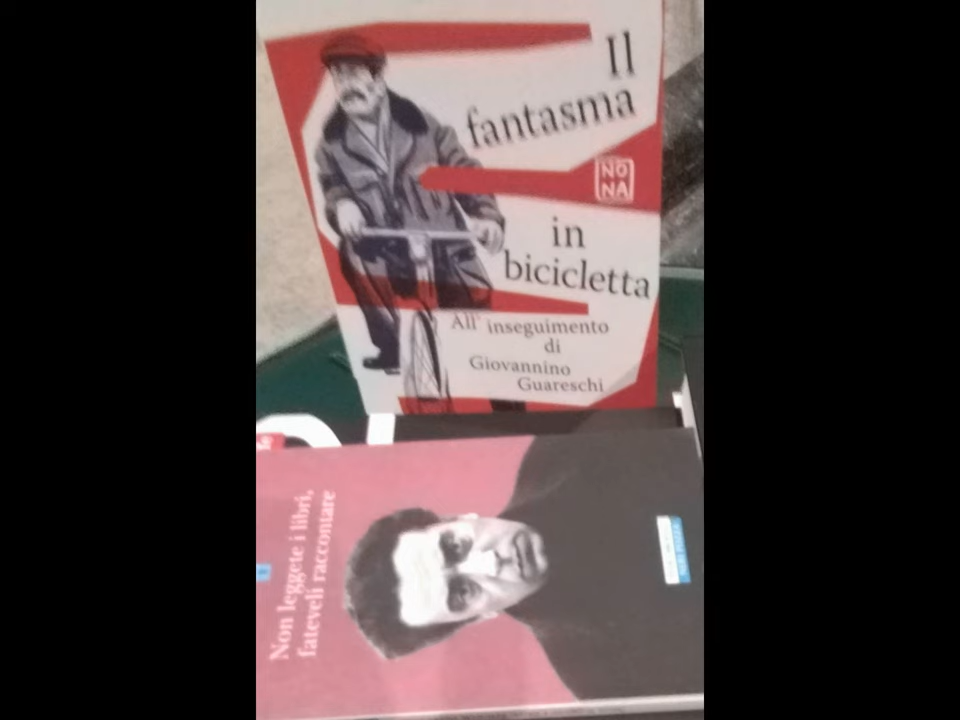 Il
fantasma
NO
NA
in
bicicletta
All' inseguimento
di
Giovannino
Guareschi
Non leggete i libri,
fateveli raccontare